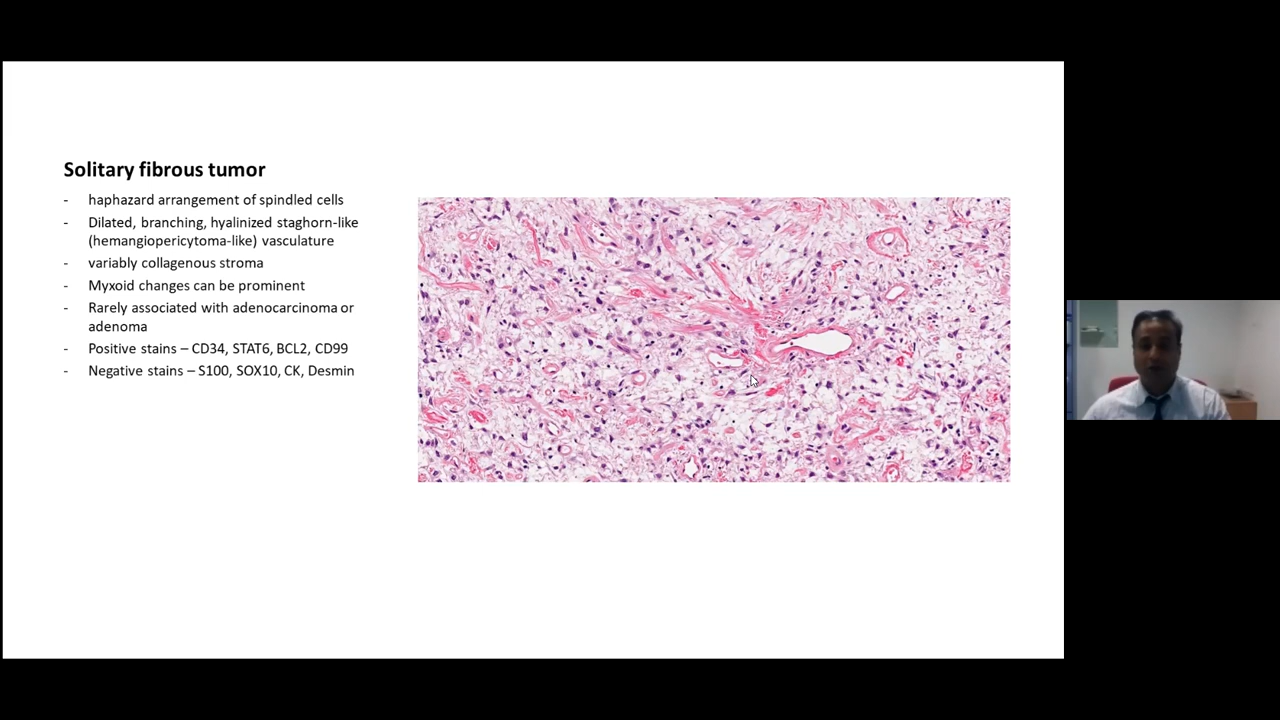 Solitary fibrous tumor
- haphazard arrangement of spindled cells
- Dilated, branching, hyalinized staghorn-like
(hemangiopericytoma-like) vasculature
- variably collagenous stroma
- Myxoid changes can be prominent
- Rarely associated with adenocarcinoma or
adenoma
- Positive stains – CD34, STAT6, BCL2, CD99
- Negative stains – S100, SOX10, CK, Desmin